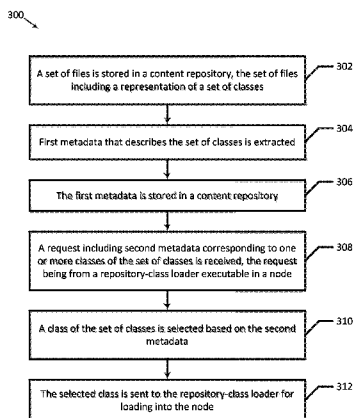 300
A set of files is stored in a content repository, the set of files
including a representation of a set of classes
302
First metadata that describes the set of classes is extracted
304
The first metadata is stored in a content repository
306
A request including second metadata corresponding to one
or more classes of the set of classes is received, the request
being from a repository-class loader executable in a node
308
A class of the set of classes is selected based on the second
metadata
310
The selected class is sent to the repository-class loader for
loading into the node
312